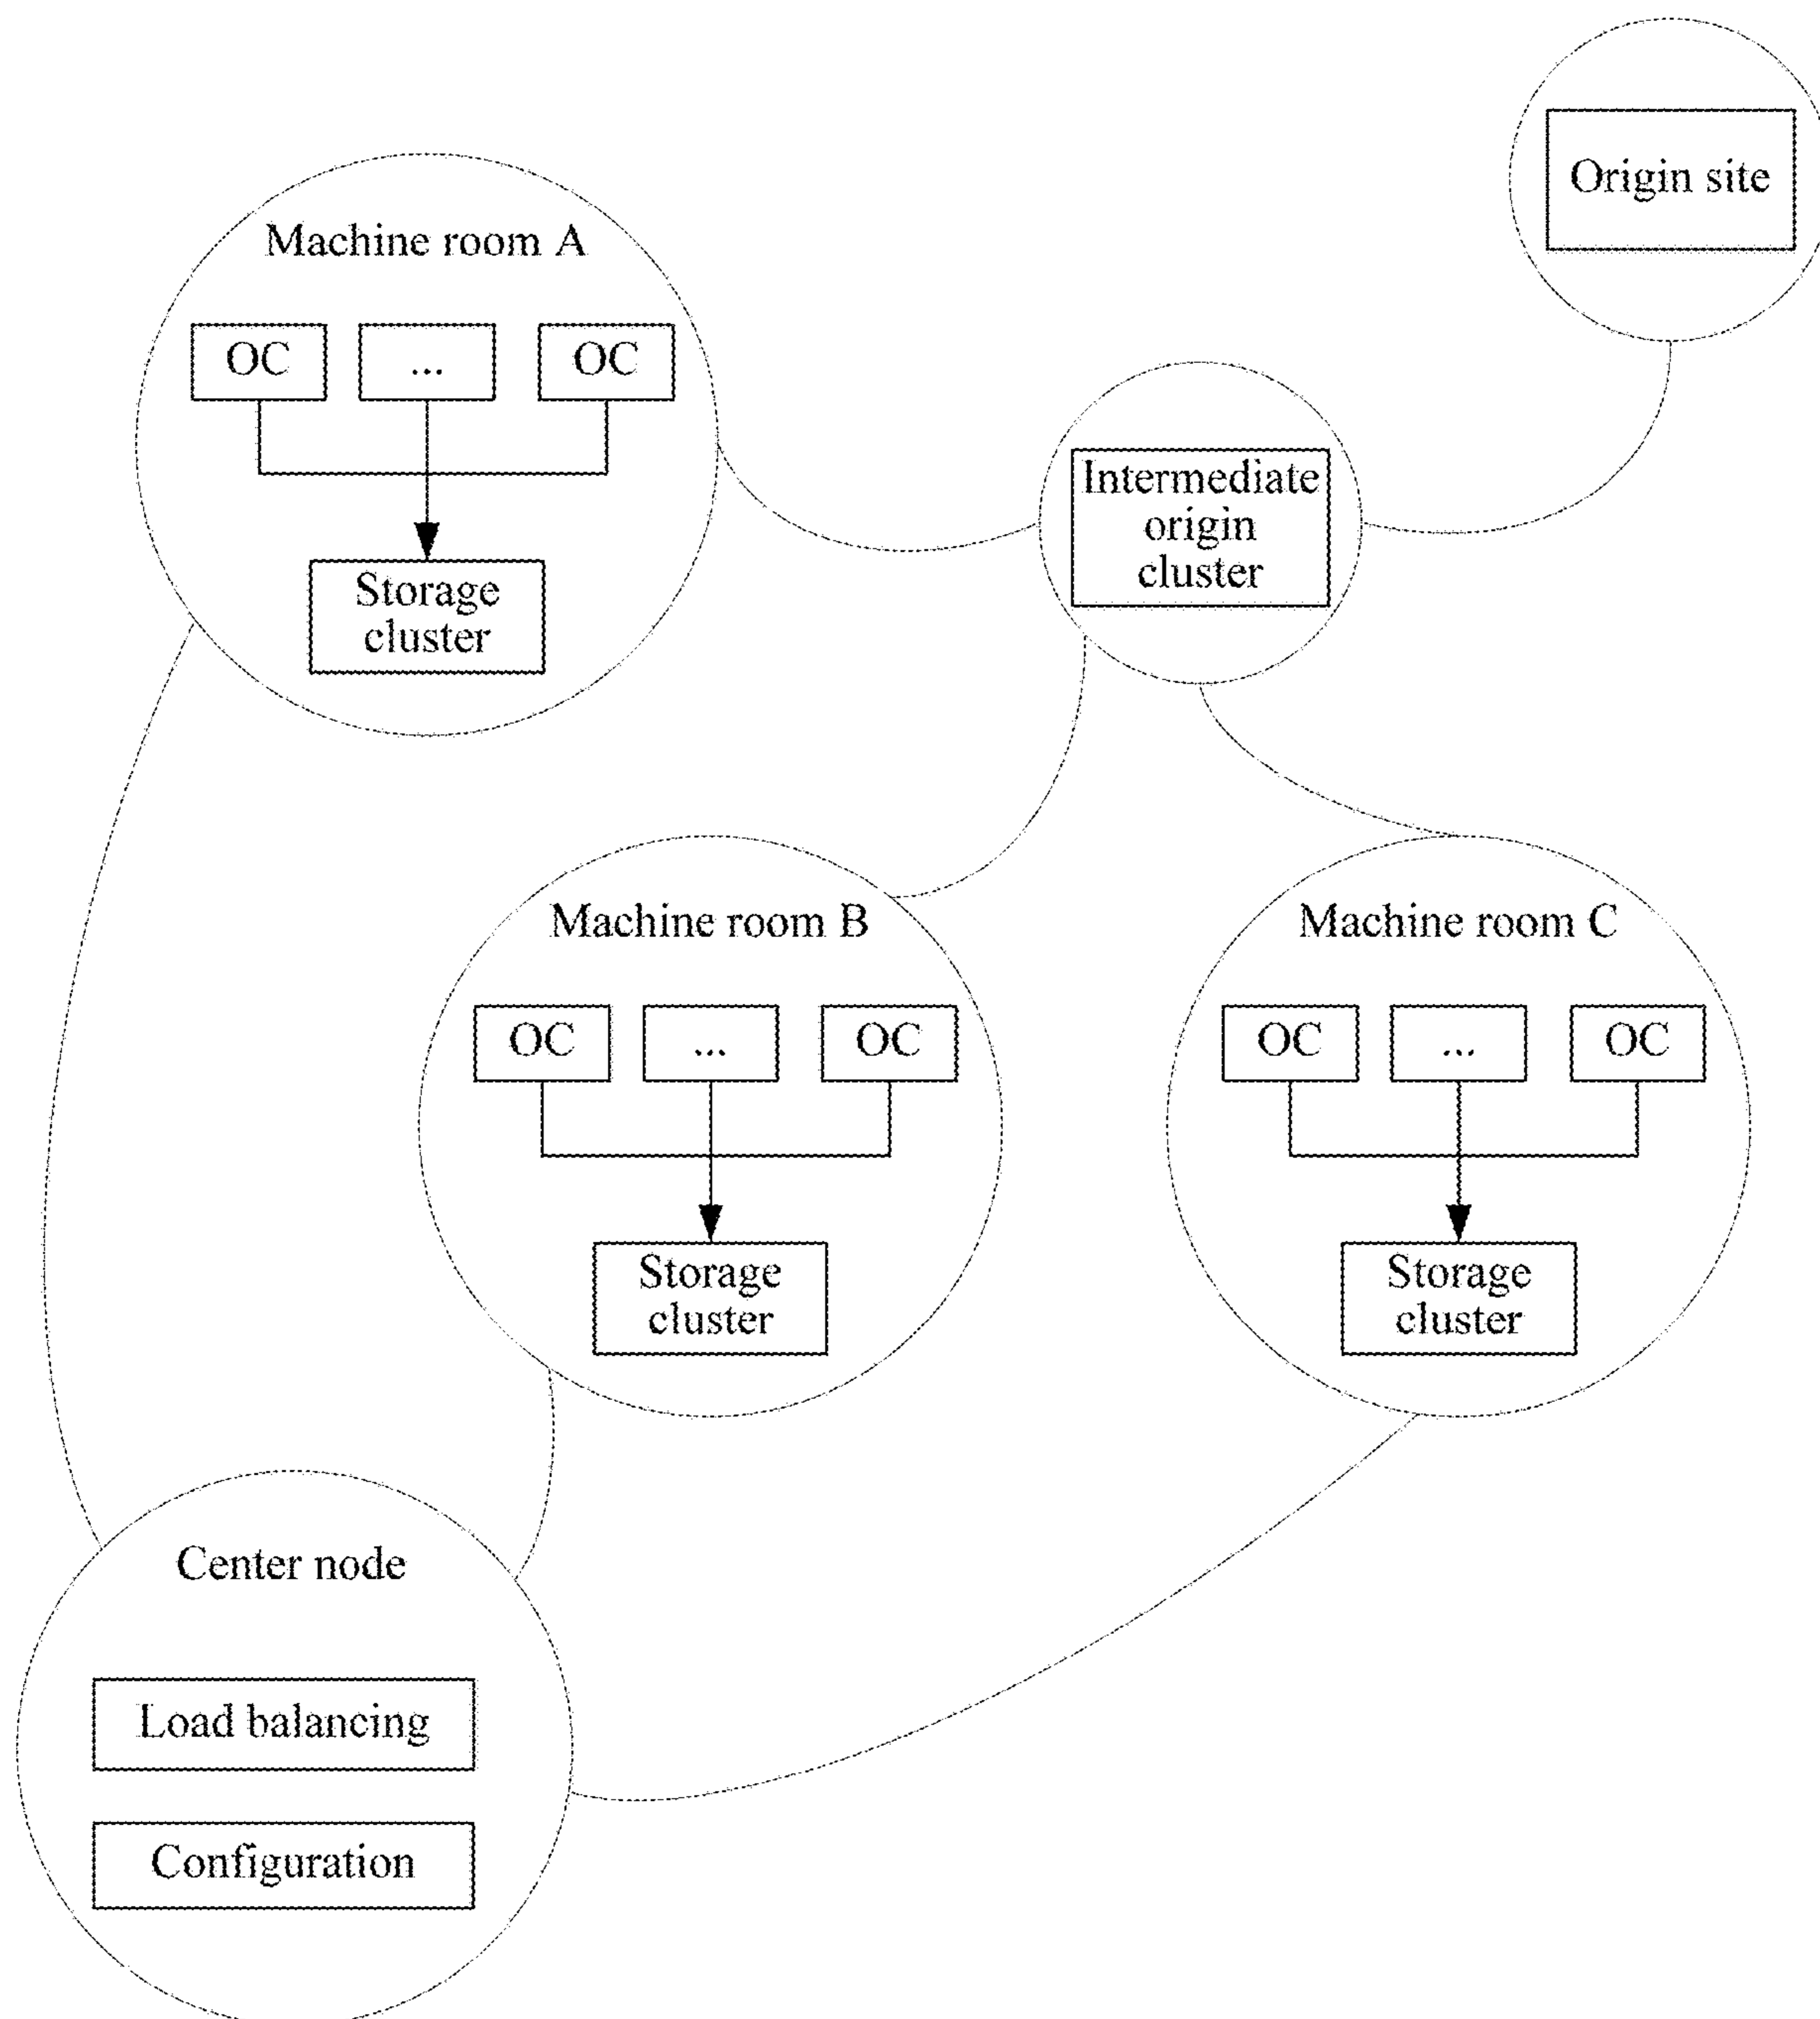 Origin site
Machine room A
OC
...
OC
Storage
cluster
Intermediate
origin
cluster
Machine room B
OC
...
OC
Storage
cluster
Machine room C
OC
...
OC
Storage
cluster
Center node
Load balancing
Configuration